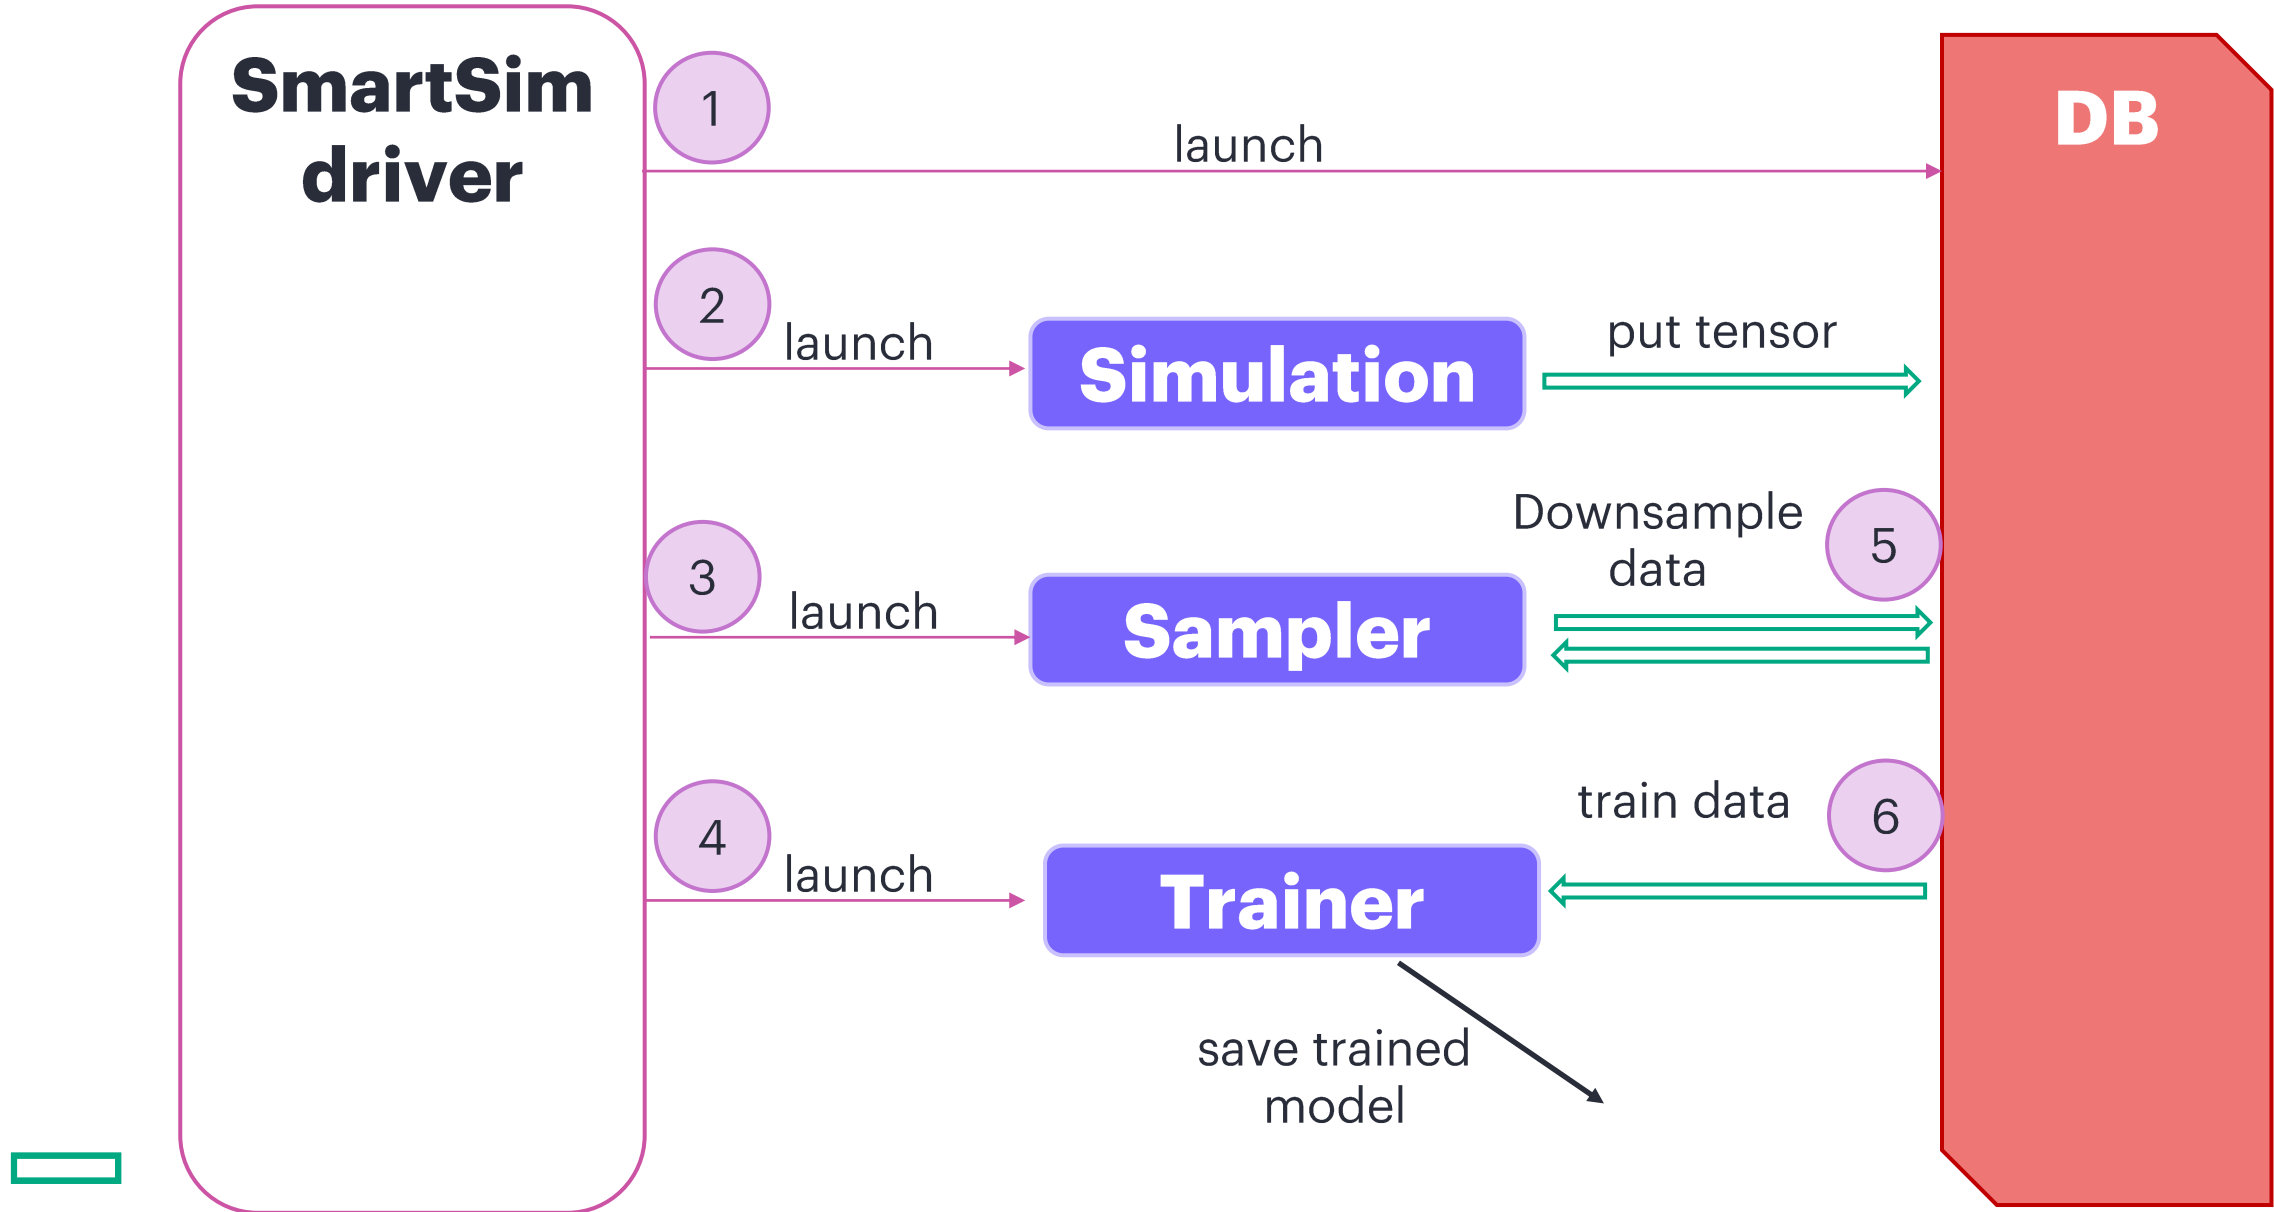 SmartSim
driver
DB
1
launch
2
launch
Simulation
put tensor
3
launch
Sampler
Downsample
data
5
4
launch
Trainer
train data
6
save trained
model